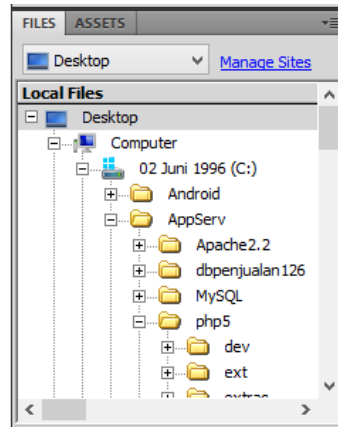 FILES ASSETS
Desktop Manage Sites
Local Files
Desktop
Computer
02 Juni 1996 (C:)
Android
AppServ
Apache2.2
dbpenjualan126
MySQL
php5
dev
ext